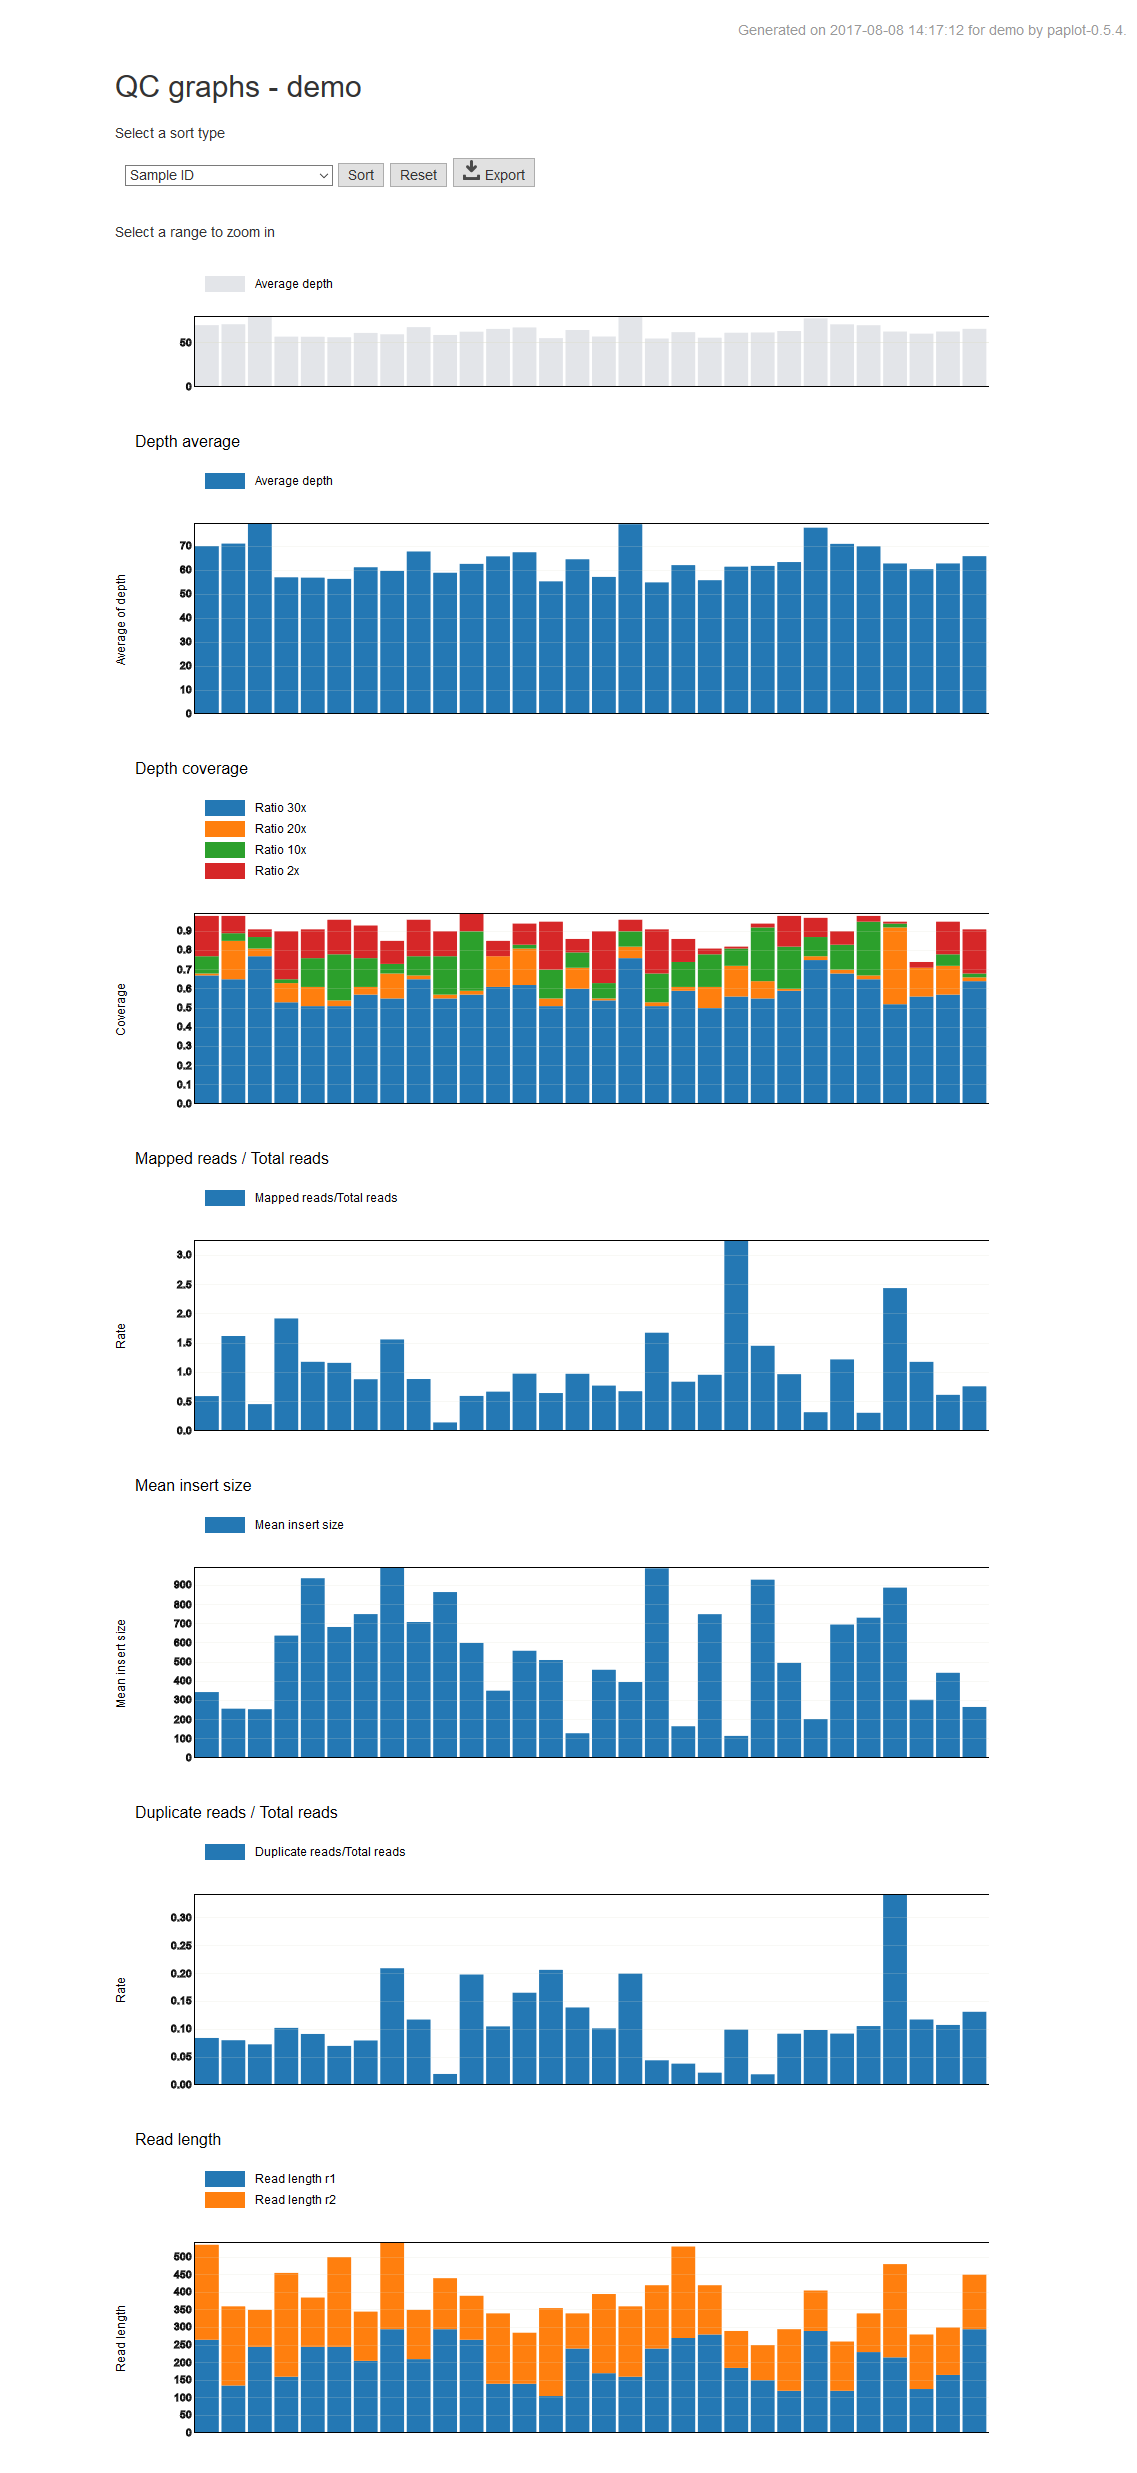 Generated on 2017-08-08 14:17:12 for demo by paplot-0.5.4.
QC graphs - demo
Select a sort type
Sample ID
Sort
Reset
Export
Select a range to zoom in
Average depth
50
0
Depth average
Average depth
Average of depth
70
60
50
40
30
20
10
0
Depth coverage
Ratio 30x
Ratio 20x
Ratio 10x
Ratio 2x
Coverage
0.9
0.8
0.7
0.6
0.5
0.4
0.3
0.2
0.1
0.0
Mapped reads / Total reads
Mapped reads/Total reads
Rate
3.0
2.5
2.0
1.5
1.0
0.5
0.0
Mean insert size
Mean insert size
Mean insert size
900
800
700
600
500
400
300
200
100
0
Duplicate reads / Total reads
Duplicate reads/Total reads
Rate
0.30
0.25
0.20
0.15
0.10
0.05
0.00
Read length
Read length r1
Read length r2
Read length
500
450
400
350
300
250
200
150
100
50
0